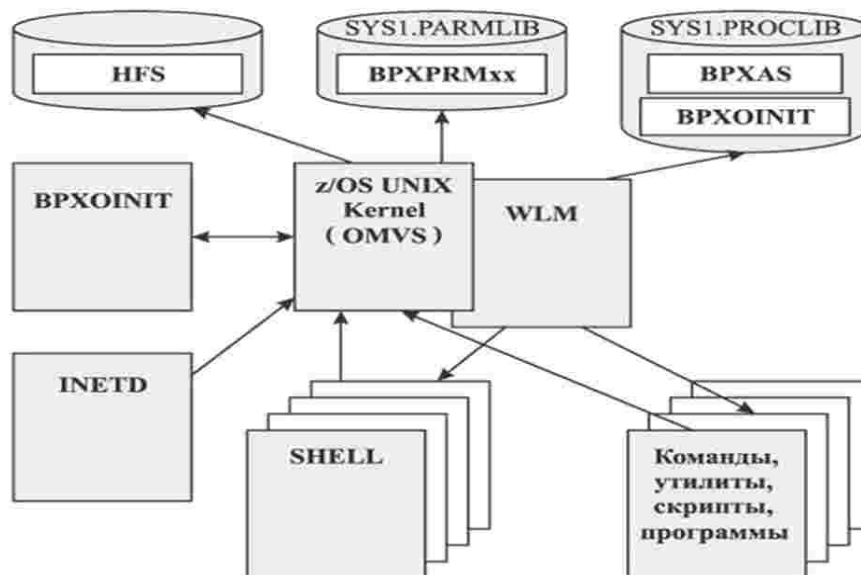 SYS1.PARMLIB
SYS1.PROCLIB
HFS
BPXPRMxx
BPXAS
BPXOINIT
BPXOINIT
z/OS UNIX
Kernel
( OMVS )
WLM
INETD
SHELL
Команды,
утилиты,
скрипты,
программы